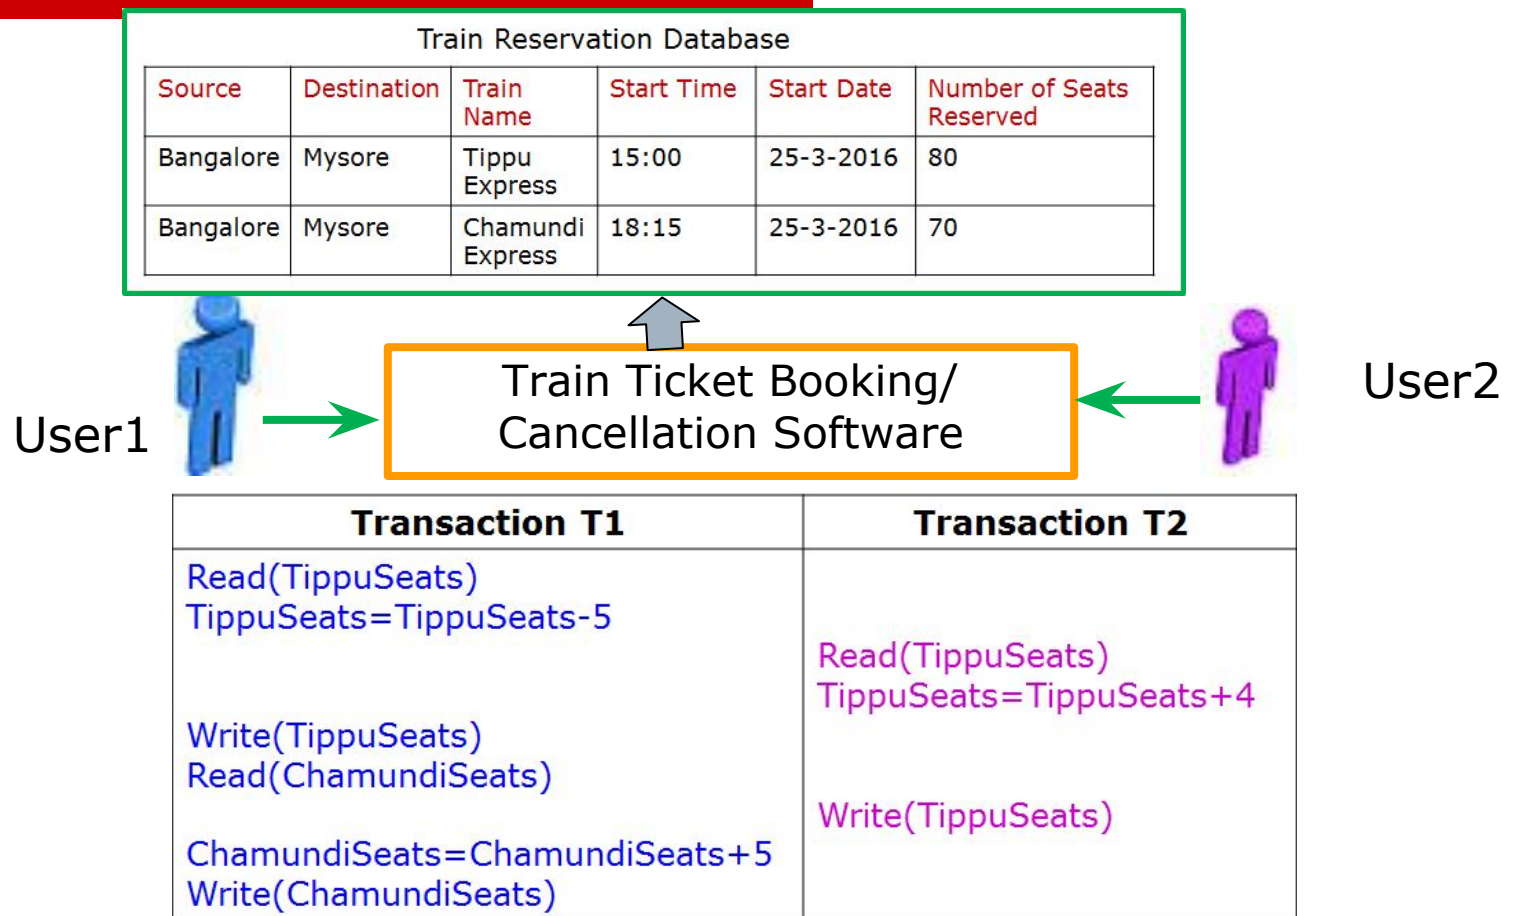 Train Reservation Database
Source Destination Train Name Start Time Start Date Number of Seats Reserved
Bangalore Mysore Tippu Express 15:00 25-3-2016 80
Bangalore Mysore Chamundi Express 18:15 25-3-2016 70
User1
Train Ticket Booking/
Cancellation Software
User2
Transaction T1 Transaction T2
Read(TippuSeats)
TippuSeats=TippuSeats-5
Read(TippuSeats)
TippuSeats=TippuSeats+4
Write(TippuSeats)
Read(ChamundiSeats)
Write(TippuSeats)
ChamundiSeats=ChamundiSeats+5
Write(ChamundiSeats)